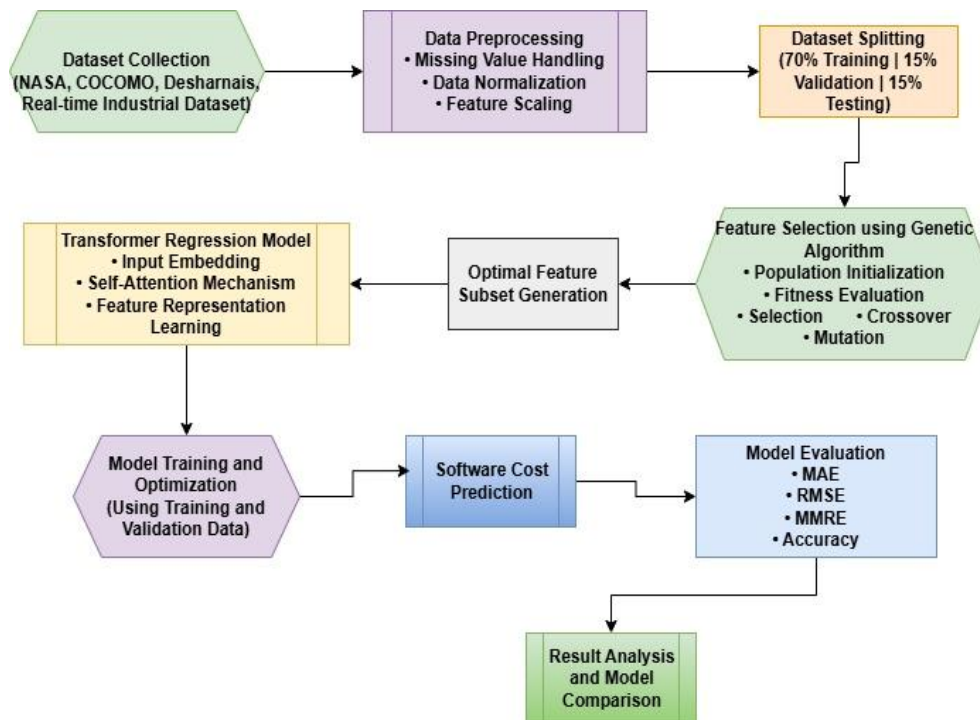 Dataset Collection
(NASA, COCOMO, Desharnais,
Real-time Industrial Dataset)
Data Preprocessing
• Missing Value Handling
• Data Normalization
• Feature Scaling
Dataset Splitting
(70% Training | 15%
Validation | 15%
Testing)
Feature Selection using Genetic
Algorithm
• Population Initialization
• Fitness Evaluation
• Selection • Crossover
• Mutation
Optimal Feature
Subset Generation
Transformer Regression Model
• Input Embedding
• Self-Attention Mechanism
• Feature Representation
Learning
Model Training and
Optimization
(Using Training and
Validation Data)
Software Cost
Prediction
Model Evaluation
• MAE
• RMSE
• MMRE
• Accuracy
Result Analysis
and Model
Comparison